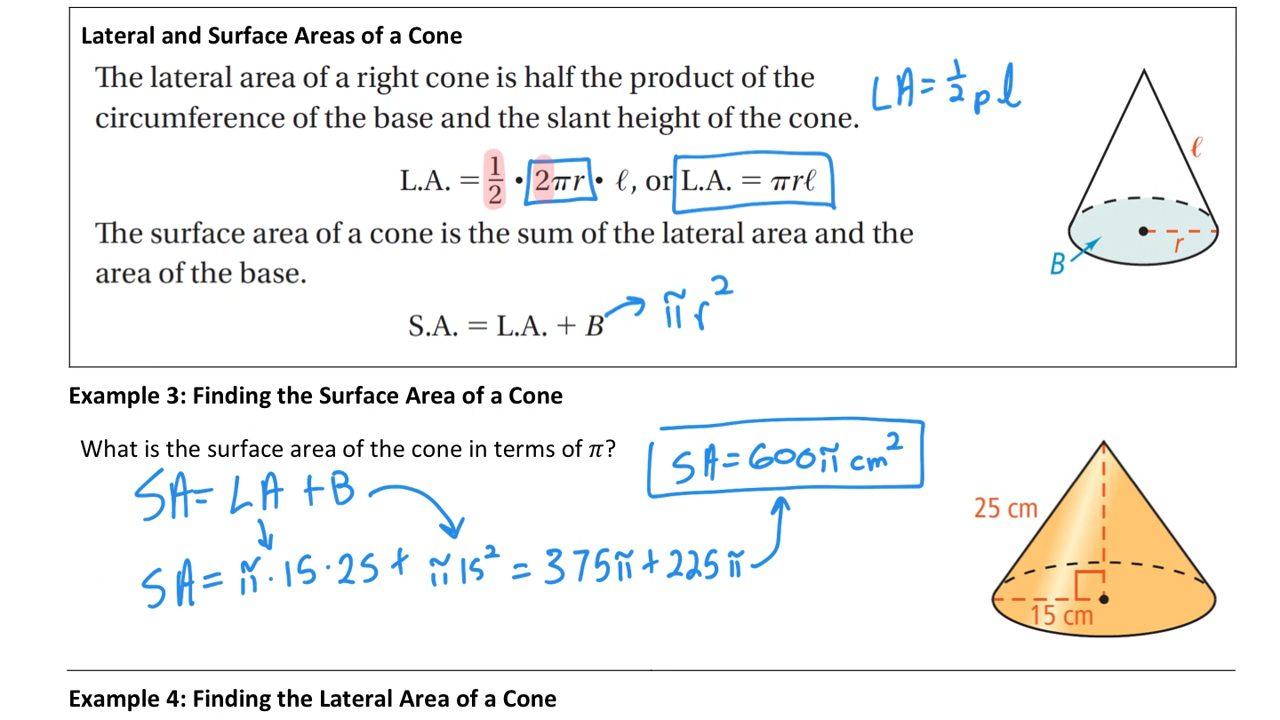 Lateral and Surface Areas of a Cone
The lateral area of a right cone is half the product of the
circumference of the base and the slant height of the cone.
LA = 1/2 p l
L.A. = 1/2 • 2πr • ℓ, or L.A. = πrℓ
The surface area of a cone is the sum of the lateral area and the
area of the base.
S.A. = L.A. + B → πr²
ℓ
r
B
Example 3: Finding the Surface Area of a Cone
What is the surface area of the cone in terms of π?
SA = 600π cm²
SA = LA + B
SA = π · 15 · 25 + π15² = 375π + 225π
25 cm
15 cm
Example 4: Finding the Lateral Area of a Cone